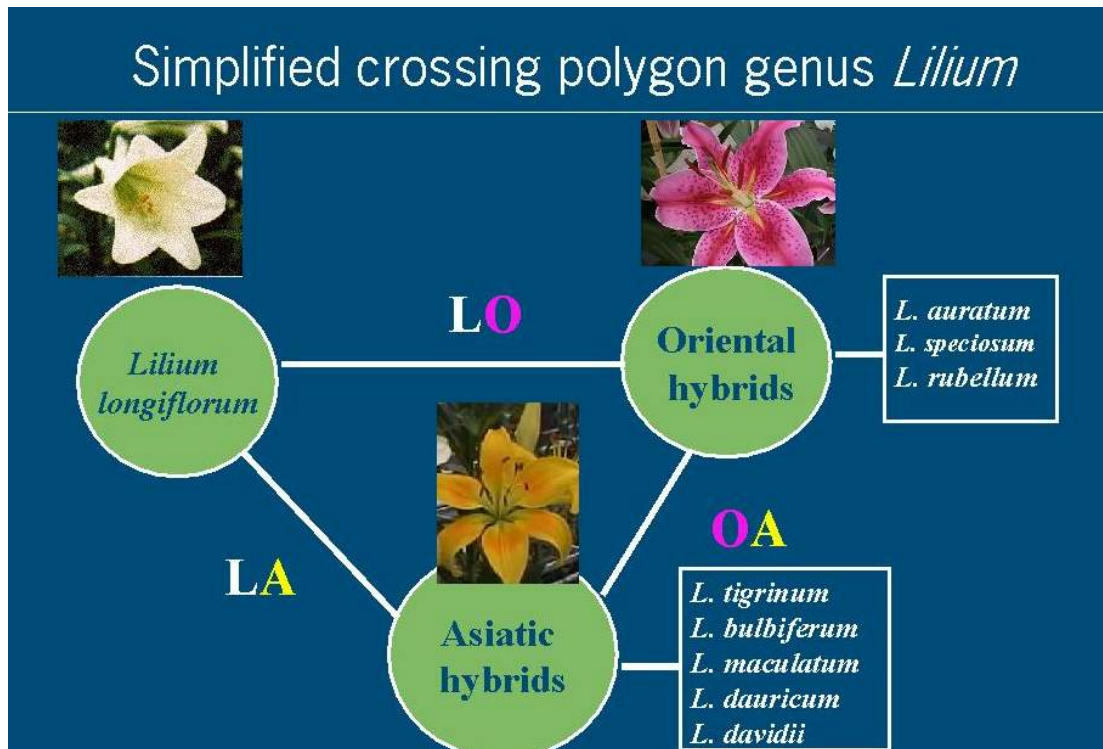 Simplified crossing polygon genus Lilium
LO
Lilium
longiflorum
Oriental
hybrids
L. auratum
L. speciosum
L. rubellum
LA
OA
Asiatic
hybrids
L. tigrinum
L. bulbiferum
L. maculatum
L. dauricum
L. davidii